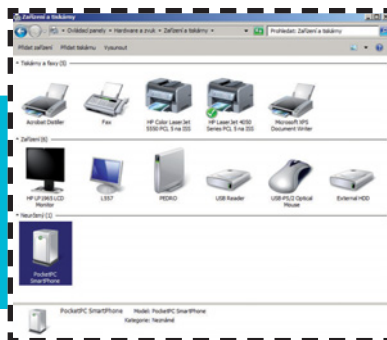 Zařízení a tiskárny
Ovládací panely • Hardware a zvuk • Zařízení a tiskárny
Prohledat: Zařízení a tiskárny
Přidat zařízení Přidat tiskárnu Vysunout
Tiskárny a faxy (5)
Acrobat Distiller
Fax
HP Color LaserJet 5550 PCL 5 na ISS
HP LaserJet 4050 Series PCL 5 na ISS
Microsoft XPS Document Writer
Zařízení (6)
HP LP1965 LCD Monitor
L557
PEDRO
USB Reader
USB-PS/2 Optical Mouse
External HDD
Neurčený (1)
PocketPC SmartPhone
PocketPC SmartPhone Model: PocketPC SmartPhone
Kategorie: Neznámé